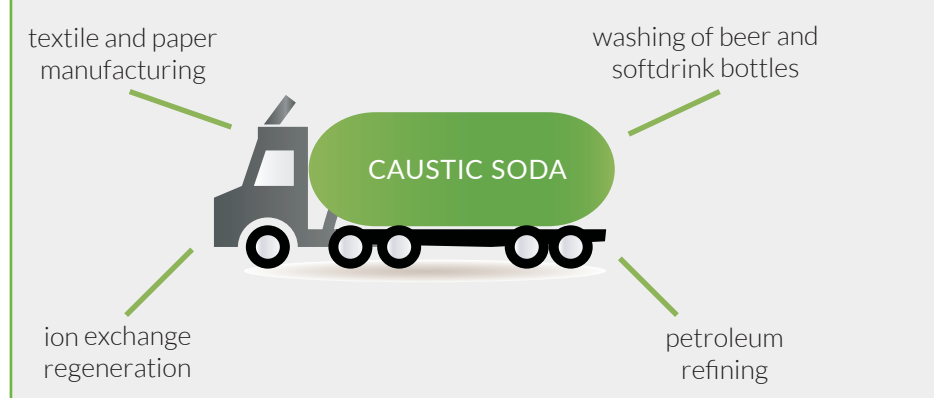 textile and paper
manufacturing
washing of beer and
softdrink bottles
CAUSTIC SODA
ion exchange
regeneration
petroleum
refining